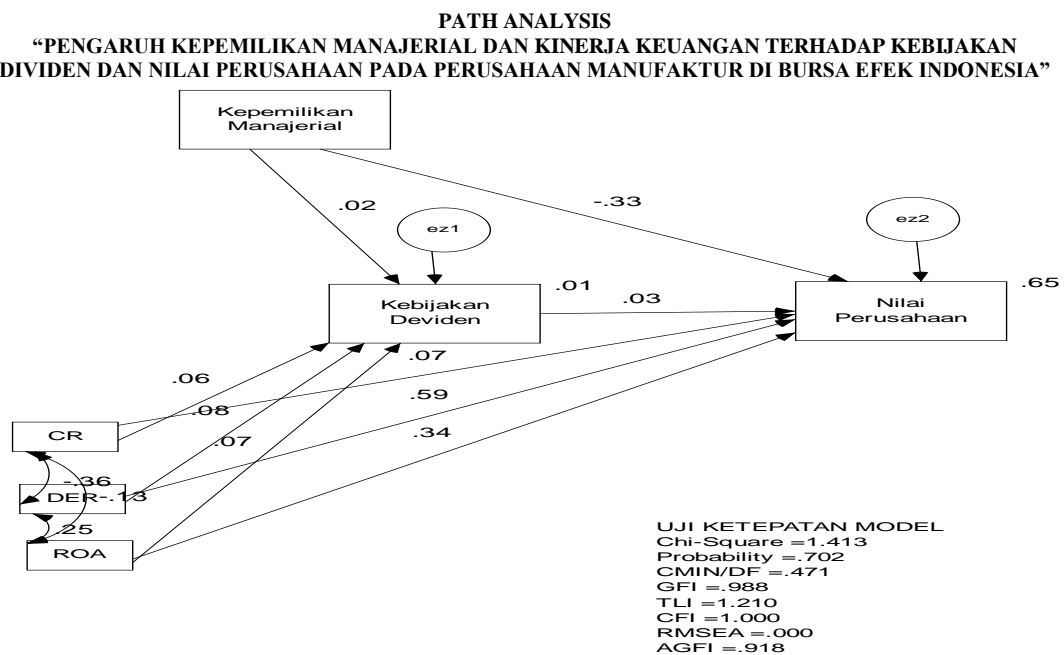 PATH ANALYSIS
“PENGARUH KEPEMILIKAN MANAJERIAL DAN KINERJA KEUANGAN TERHADAP KEBIJAKAN
DIVIDEN DAN NILAI PERUSAHAAN PADA PERUSAHAAN MANUFAKTUR DI BURSA EFEK INDONESIA”
Kepemilikan
Manajerial
.02
-.33
ez1
ez2
.01
.65
Kebijakan
Deviden
.03
Nilai
Perusahaan
.07
.06
.59
.08
.34
.07
CR
-.36
DER
-.13
.25
ROA
UJI KETEPATAN MODEL
Chi-Square =1.413
Probability =.702
CMIN/DF =.471
GFI =.988
TLI =1.210
CFI =1.000
RMSEA =.000
AGFI =.918